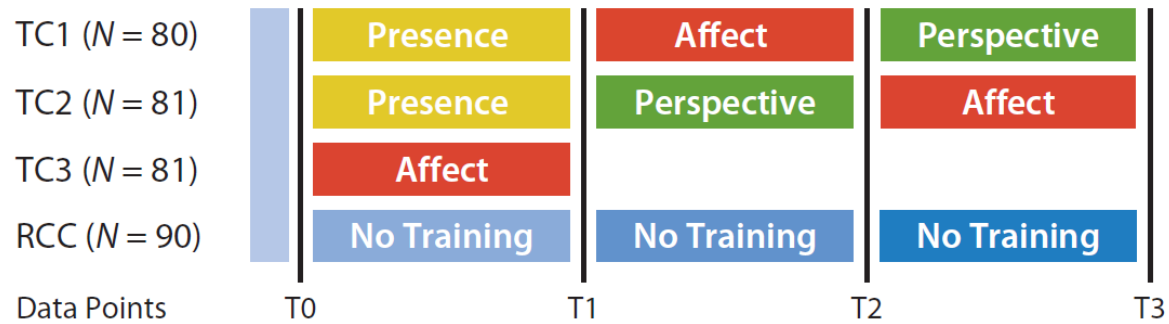 TC1 (N = 80) Presence Affect Perspective
TC2 (N = 81) Presence Perspective Affect
TC3 (N = 81) Affect
RCC (N = 90) No Training No Training No Training
Data Points T0 T1 T2 T3